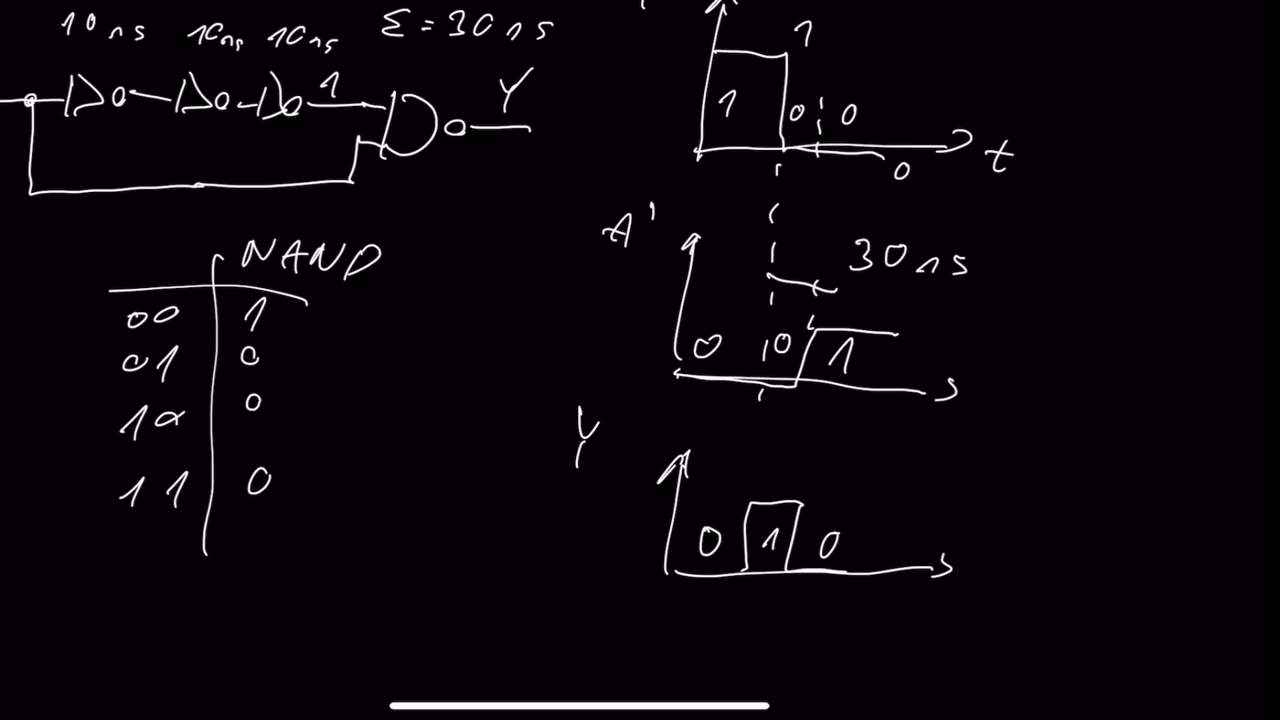 10ns 10ns 10ns Σ = 30ns
1 Y
1
1 0 0
0 t
NAND
00 1
01 0
10 0
11 0
A'
30ns
0 0 1
Y
0 1 0